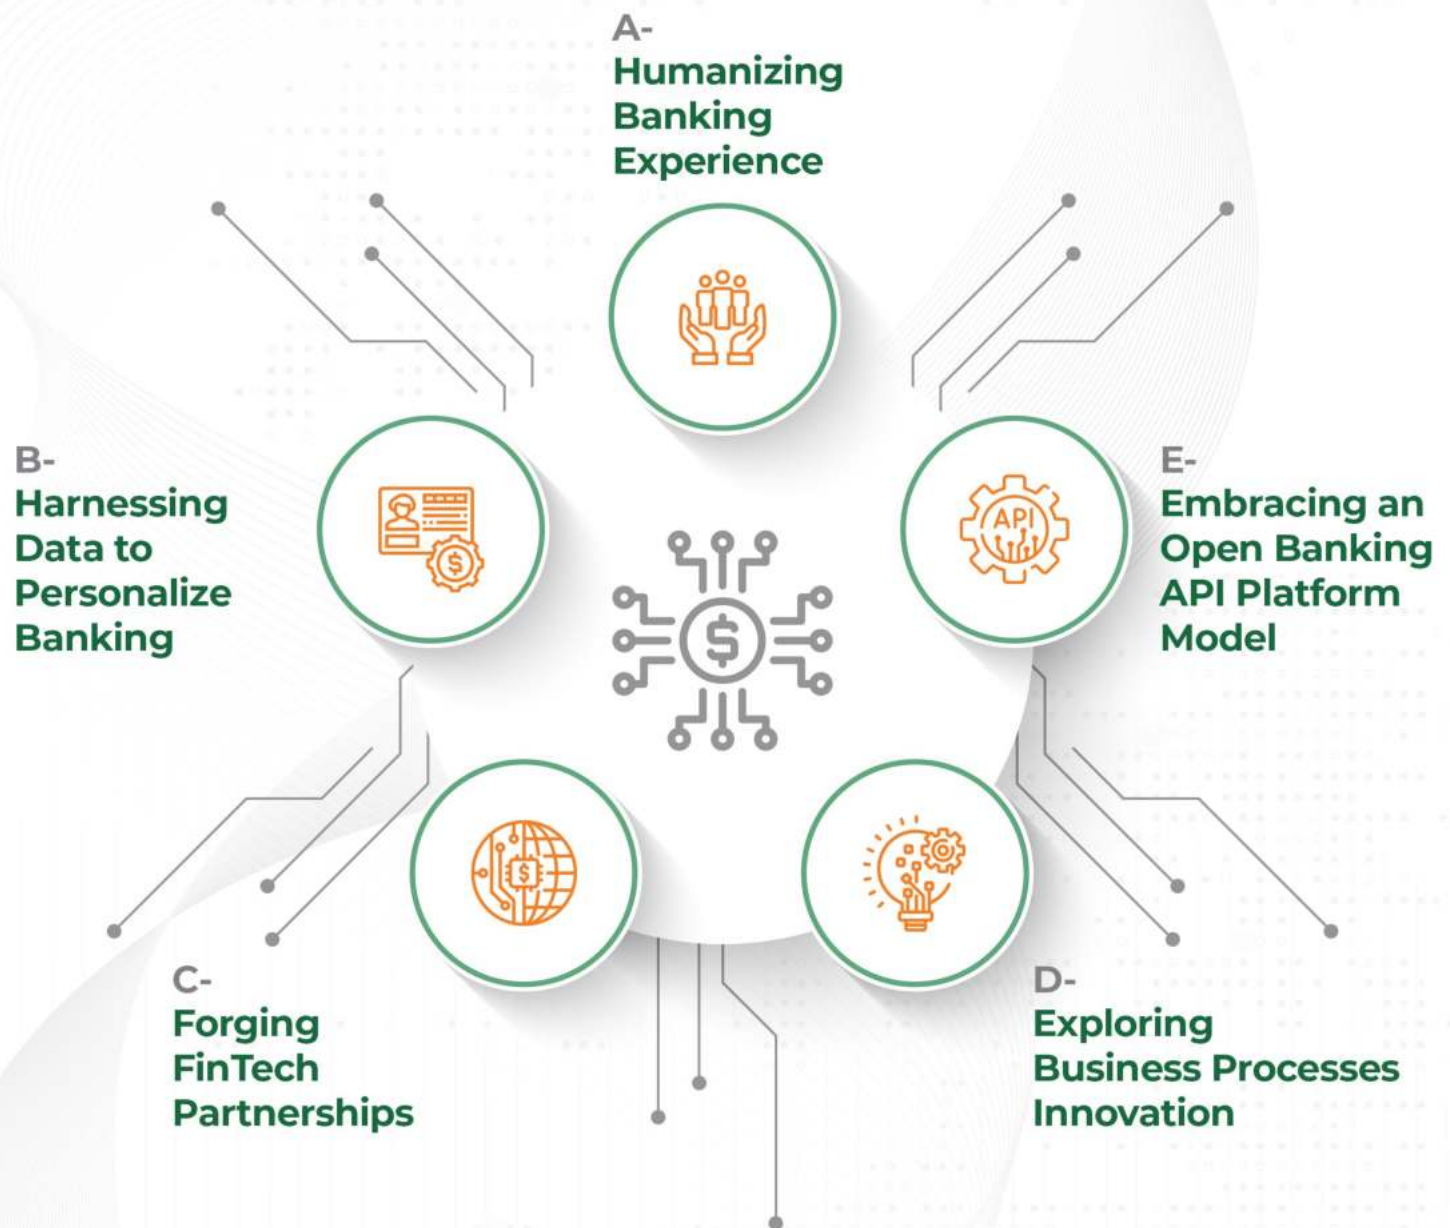 A-
Humanizing
Banking
Experience
B-
Harnessing
Data to
Personalize
Banking
$
E-
Embracing an
Open Banking
API Platform
Model
API
$
C-
Forging
FinTech
Partnerships
$
D-
Exploring
Business Processes
Innovation